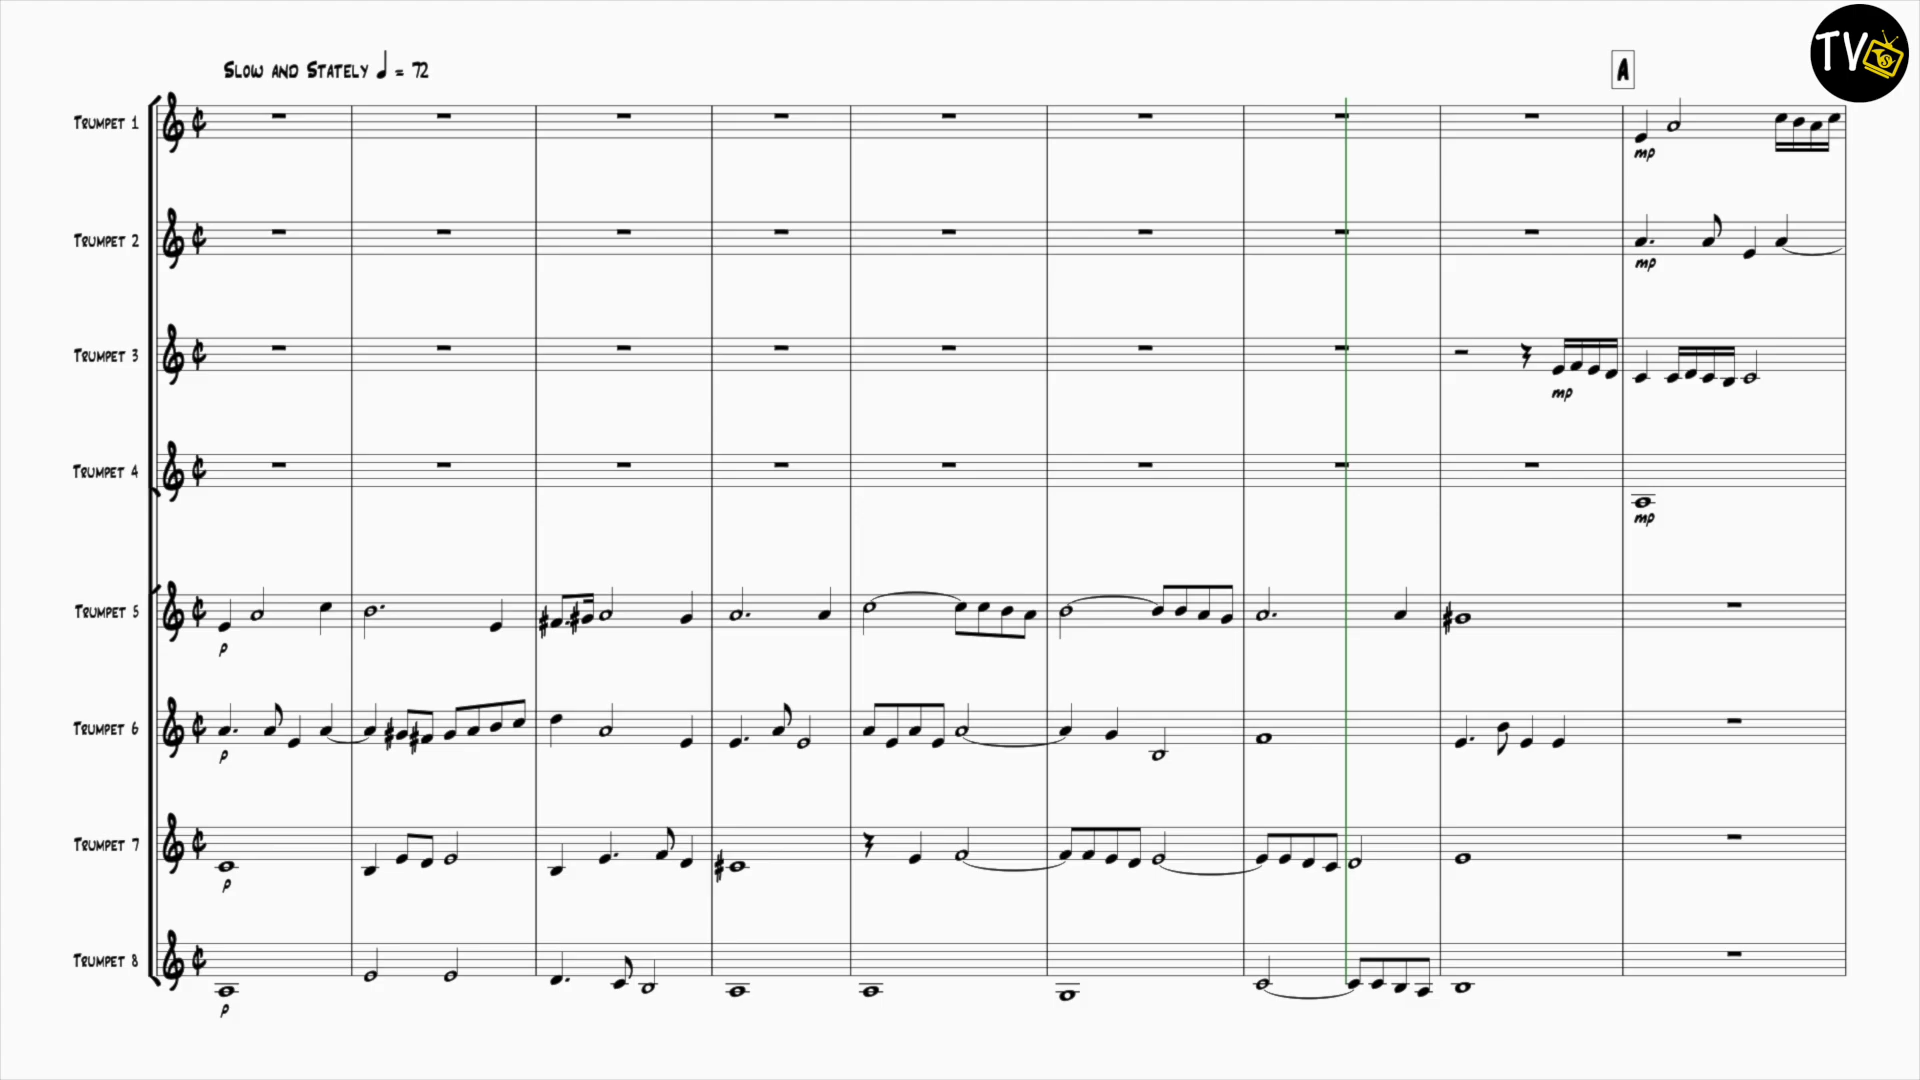 TV
SLOW AND STATELY ♩ = 72
A
TRUMPET 1
mp
TRUMPET 2
mp
TRUMPET 3
mp
TRUMPET 4
mp
TRUMPET 5
p
TRUMPET 6
p
TRUMPET 7
p
TRUMPET 8
p